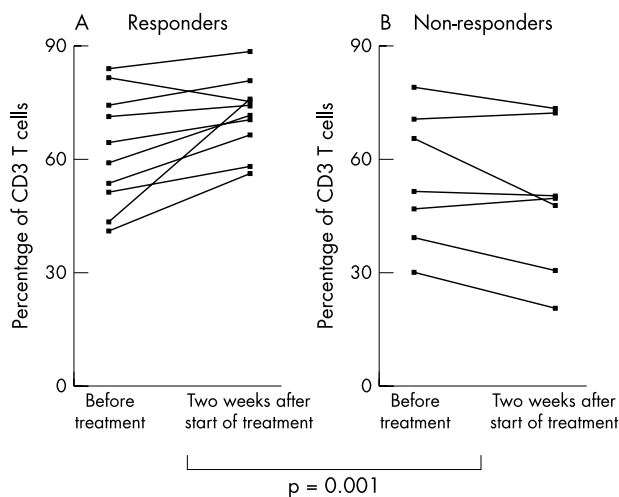 A Responders
90
60
30
0
Percentage of CD3 T cells
Before
treatment
Two weeks after
start of treatment
B Non-responders
90
60
30
0
Percentage of CD3 T cells
Before
treatment
Two weeks after
start of treatment
p = 0.001